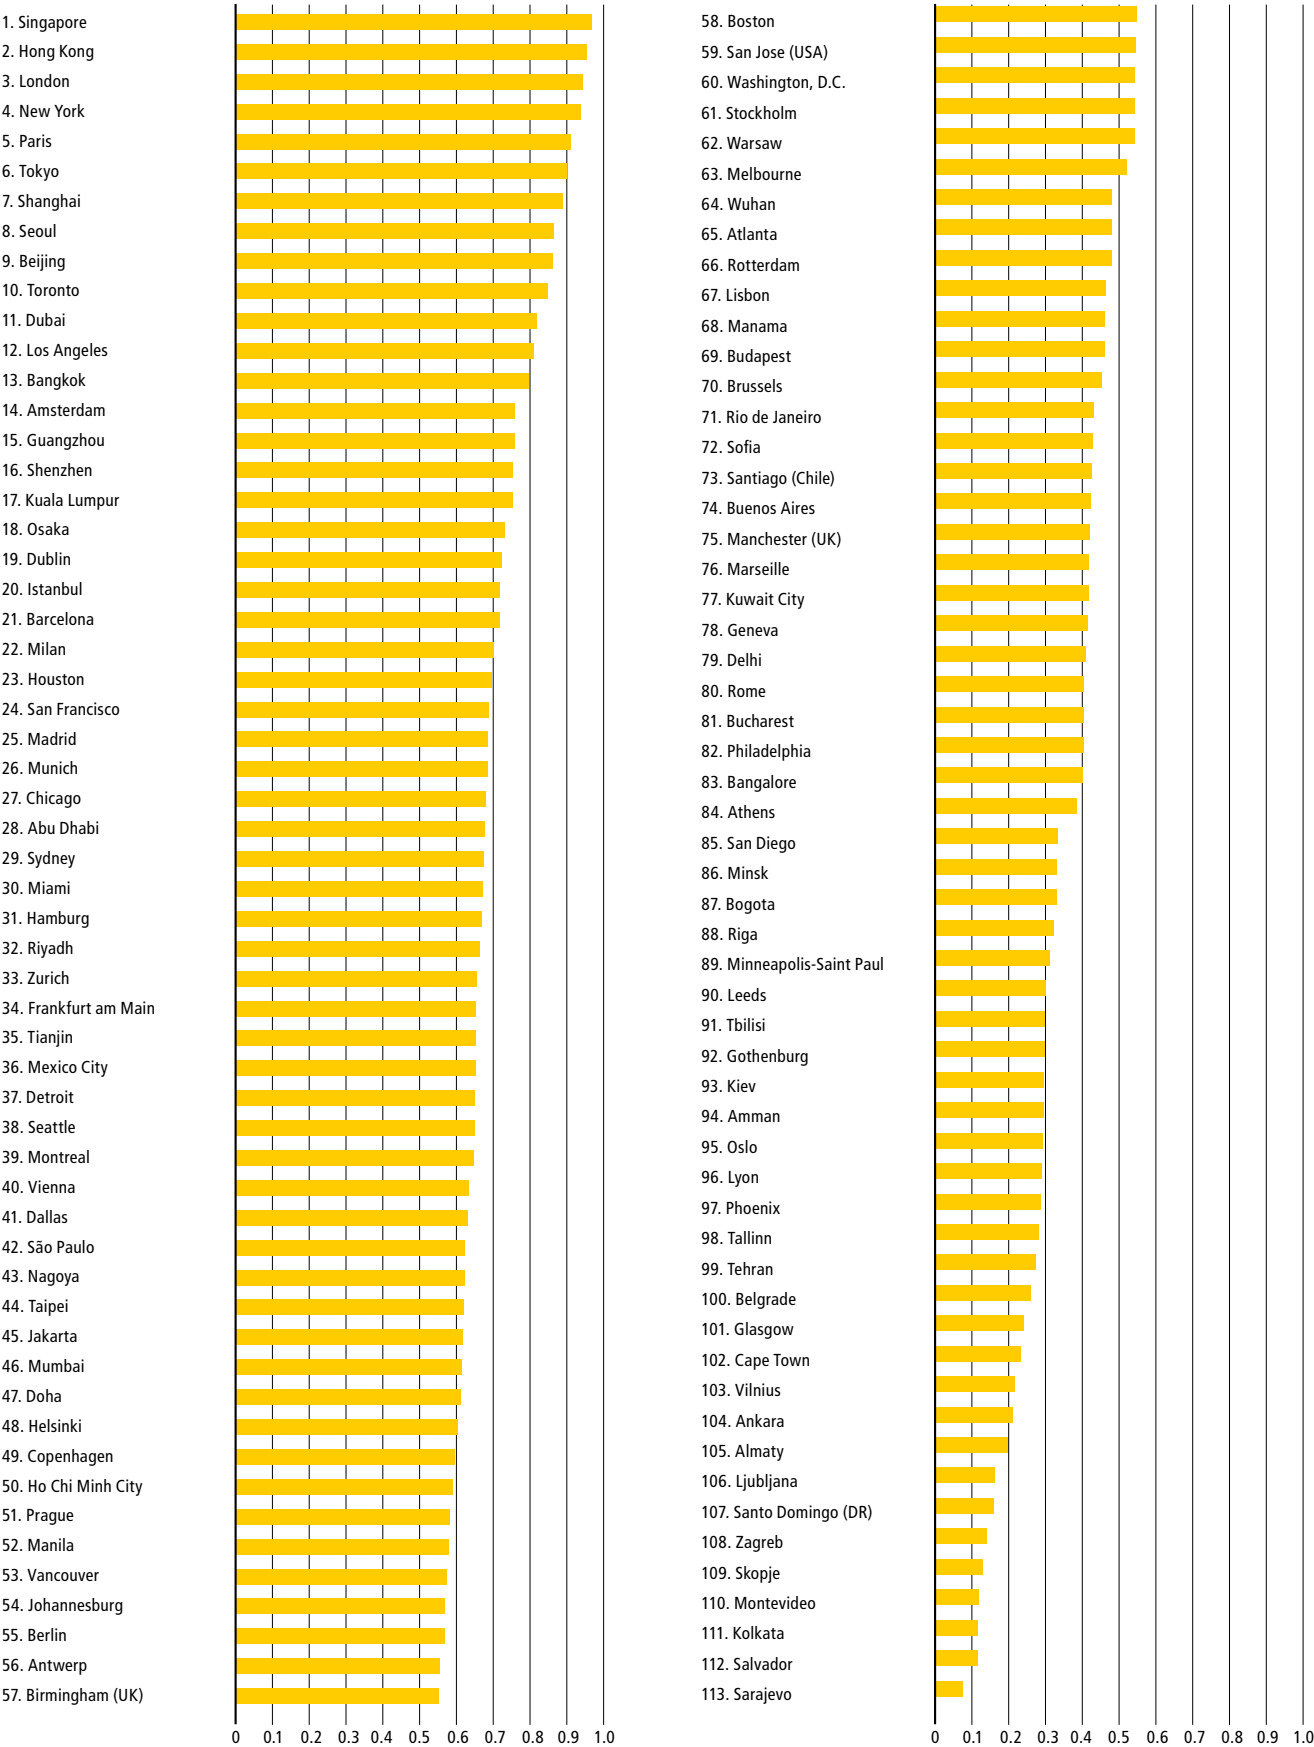 1. Singapore
2. Hong Kong
3. London
4. New York
5. Paris
6. Tokyo
7. Shanghai
8. Seoul
9. Beijing
10. Toronto
11. Dubai
12. Los Angeles
13. Bangkok
14. Amsterdam
15. Guangzhou
16. Shenzhen
17. Kuala Lumpur
18. Osaka
19. Dublin
20. Istanbul
21. Barcelona
22. Milan
23. Houston
24. San Francisco
25. Madrid
26. Munich
27. Chicago
28. Abu Dhabi
29. Sydney
30. Miami
31. Hamburg
32. Riyadh
33. Zurich
34. Frankfurt am Main
35. Tianjin
36. Mexico City
37. Detroit
38. Seattle
39. Montreal
40. Vienna
41. Dallas
42. São Paulo
43. Nagoya
44. Taipei
45. Jakarta
46. Mumbai
47. Doha
48. Helsinki
49. Copenhagen
50. Ho Chi Minh City
51. Prague
52. Manila
53. Vancouver
54. Johannesburg
55. Berlin
56. Antwerp
57. Birmingham (UK)
0 0.1 0.2 0.3 0.4 0.5 0.6 0.7 0.8 0.9 1.0
58. Boston
59. San Jose (USA)
60. Washington, D.C.
61. Stockholm
62. Warsaw
63. Melbourne
64. Wuhan
65. Atlanta
66. Rotterdam
67. Lisbon
68. Manama
69. Budapest
70. Brussels
71. Rio de Janeiro
72. Sofia
73. Santiago (Chile)
74. Buenos Aires
75. Manchester (UK)
76. Marseille
77. Kuwait City
78. Geneva
79. Delhi
80. Rome
81. Bucharest
82. Philadelphia
83. Bangalore
84. Athens
85. San Diego
86. Minsk
87. Bogota
88. Riga
89. Minneapolis-Saint Paul
90. Leeds
91. Tbilisi
92. Gothenburg
93. Kiev
94. Amman
95. Oslo
96. Lyon
97. Phoenix
98. Tallinn
99. Tehran
100. Belgrade
101. Glasgow
102. Cape Town
103. Vilnius
104. Ankara
105. Almaty
106. Ljubljana
107. Santo Domingo (DR)
108. Zagreb
109. Skopje
110. Montevideo
111. Kolkata
112. Salvador
113. Sarajevo
0 0.1 0.2 0.3 0.4 0.5 0.6 0.7 0.8 0.9 1.0